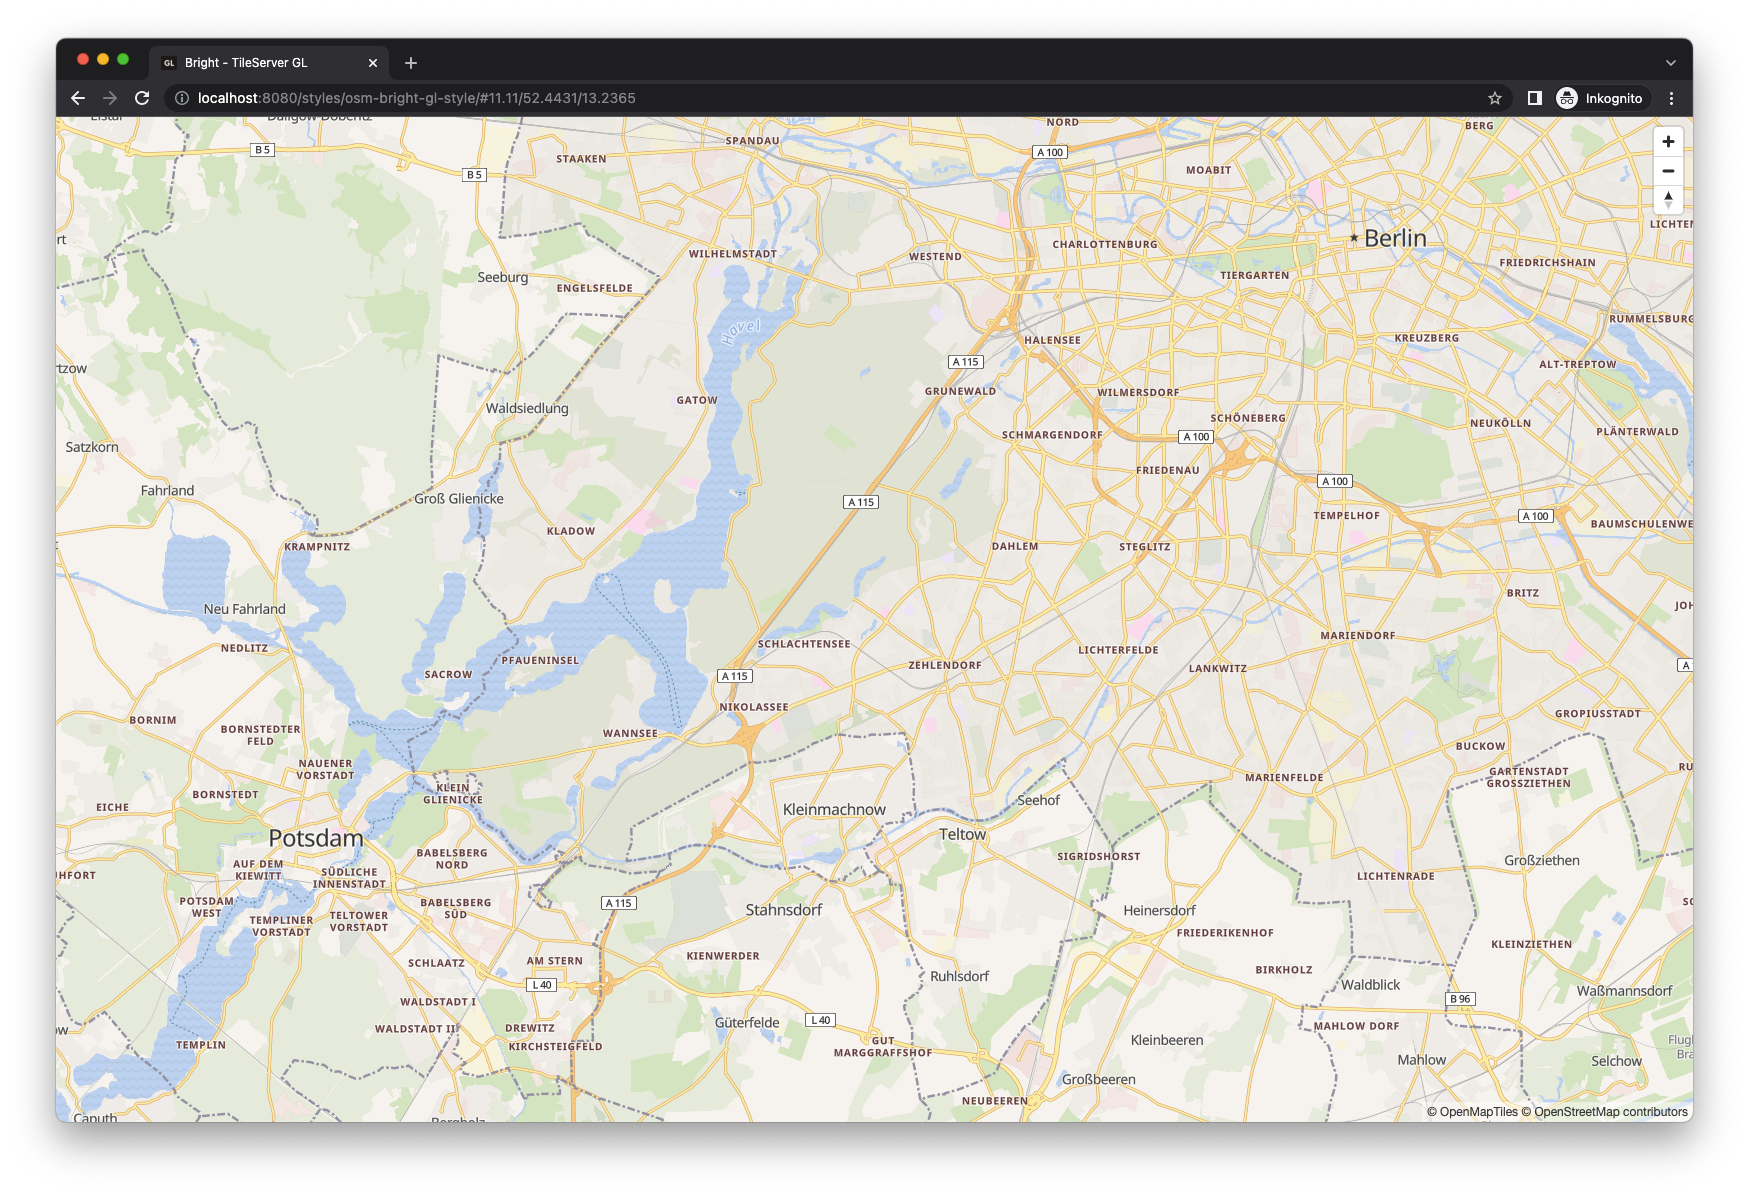 GL Bright - TileServer GL
localhost:8080/styles/osm-bright-gl-style/#11.11/52.4431/13.2365
Inkognito
NORD
BERG
B 5
SPANDAU
A 100
STAAKEN
B 5
MOABIT
Berlin
CHARLOTTENBURG
WILHELMSTADT
WESTEND
FRIEDRICHSHAIN
TIERGARTEN
Seeburg
ENGELSFELDE
Havel
KREUZBERG
HALENSEE
A 115
ALT-TREPTOW
GRUNEWALD
WILMERSDORF
GATOW
Waldsiedlung
SCHÖNEBERG
NEUKÖLLN
PLÄNTERWALD
SCHMARGENDORF
A 100
Satzkorn
FRIEDENAU
A 100
Fahrland
Groß Glienicke
A 115
TEMPELHOF
A 100
KLADOW
KRAMPNITZ
DAHLEM
STEGLITZ
BRITZ
Neu Fahrland
MARIENDORF
NEDLITZ
SCHLACHTENSEE
LICHTERFELDE
PFAUENINSEL
ZEHLENDORF
LANKWITZ
SACROW
A 115
NIKOLASSEE
GROPIUSSTADT
BORNIM
BORNSTEDTER
FELD
WANNSEE
BUCKOW
NAUENER
VORSTADT
GARTENSTADT
GROSSZIETHEN
MARIENFELDE
BORNSTEDT
KLEIN
GLIENICKE
Seehof
EICHE
Kleinmachnow
Teltow
Potsdam
BABELSBERG
NORD
SIGRIDSHORST
Großziethen
AUF DEM
KIEWITT
SÜDLICHE
INNENSTADT
LICHTENRADE
POTSDAM
WEST
TEMPLINER
VORSTADT
TELTOWER
VORSTADT
BABELSBERG
SÜD
A 115
Stahnsdorf
Heinersdorf
FRIEDERIKENHOF
KLEINZIETHEN
SCHLAATZ
AM STERN
KIENWERDER
BIRKHOLZ
Ruhlsdorf
L 40
Waldblick
Waßmannsdorf
WALDSTADT I
B 96
WALDSTADT II
DREWITZ
Güterfelde
L 40
MAHLOW DORF
TEMPLIN
KIRCHSTEIGFELD
GUT
MARGGRAFFSHOF
Kleinbeeren
Mahlow
Selchow
Großbeeren
NEUBEEREN
Caputh
© OpenMapTiles © OpenStreetMap contributors